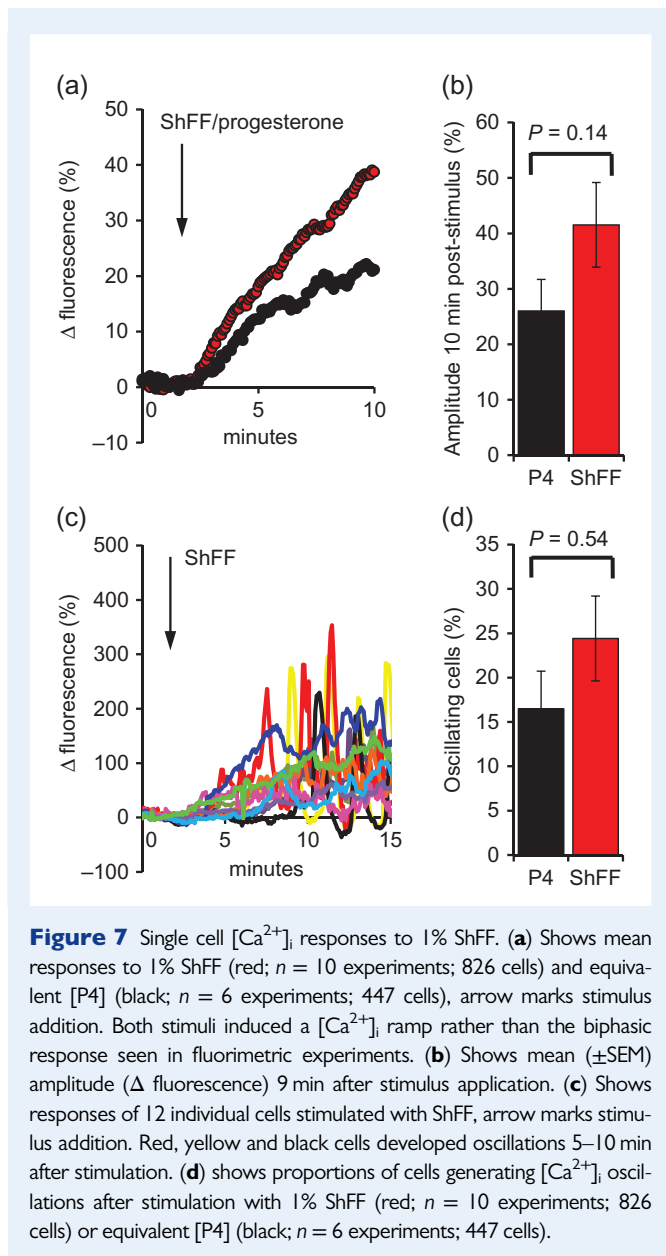 (a)
ShFF/progesterone
Δ fluorescence (%)
50
40
30
20
10
0
–10
0
5
10
minutes
(b)
P = 0.14
Amplitude 10 min post-stimulus (%)
60
50
40
30
20
10
0
P4 ShFF
(c)
ShFF
Δ fluorescence (%)
500
400
300
200
100
0
–100
0
5
10
15
minutes
(d)
P = 0.54
Oscillating cells (%)
35
30
25
20
15
10
5
0
P4 ShFF
Figure 7 Single cell [Ca²⁺]ᵢ responses to 1% ShFF. (a) Shows mean
responses to 1% ShFF (red; n = 10 experiments; 826 cells) and equiva-
lent [P4] (black; n = 6 experiments; 447 cells), arrow marks stimulus
addition. Both stimuli induced a [Ca²⁺]ᵢ ramp rather than the biphasic
response seen in fluorimetric experiments. (b) Shows mean (±SEM)
amplitude (Δ fluorescence) 9 min after stimulus application. (c) Shows
responses of 12 individual cells stimulated with ShFF, arrow marks stimu-
lus addition. Red, yellow and black cells developed oscillations 5–10 min
after stimulation. (d) shows proportions of cells generating [Ca²⁺]ᵢ oscil-
lations after stimulation with 1% ShFF (red; n = 10 experiments; 826
cells) or equivalent [P4] (black; n = 6 experiments; 447 cells).